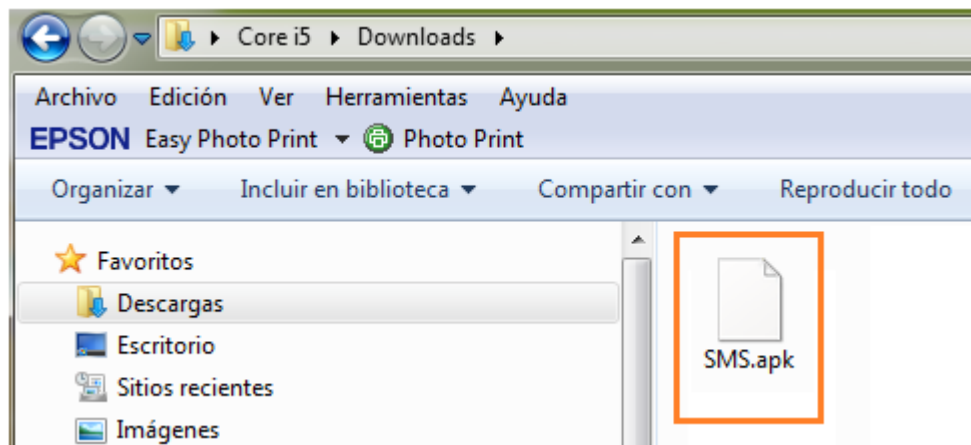 Core i5 Downloads
Archivo Edición Ver Herramientas Ayuda
EPSON Easy Photo Print Photo Print
Organizar Incluir en biblioteca Compartir con Reproducir todo
Favoritos
Descargas
Escritorio
Sitios recientes
Imágenes
SMS.apk